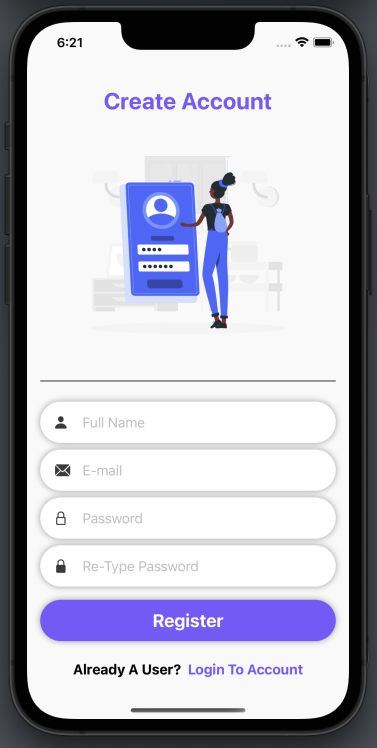 6:21
Create Account
Full Name
E-mail
Password
Re-Type Password
Register
Already A User? Login To Account